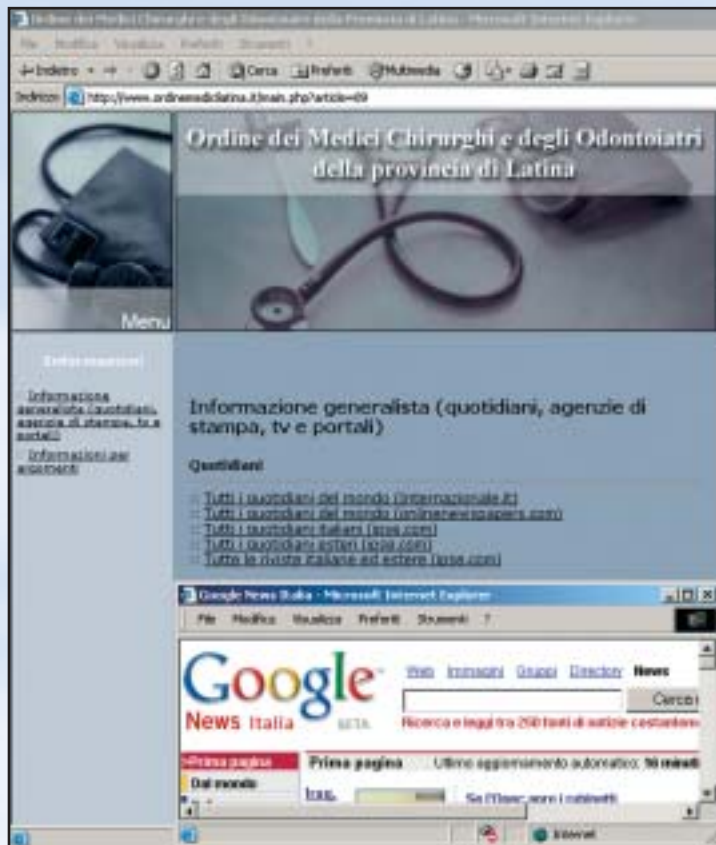 Ordine dei Medici Chirurghi e degli Odontoiatri della Provincia di Latina - Microsoft Internet Explorer
File Modifica Visualizza Preferiti Strumenti ?
Indietro Cerca Preferiti Multimedia
Indirizzo http://www.ordinemedicilatina.it/main.php?article=89
Ordine dei Medici Chirurghi e degli Odontoiatri
della provincia di Latina
Menu
Informazioni
Informazione
generalista (quotidiani,
agenzie di stampa, tv e
portali)
Informazioni per
argomenti
Informazione generalista (quotidiani, agenzie di
stampa, tv e portali)
Quotidiani
:: Tutti i quotidiani del mondo (internazionale.it)
:: Tutti i quotidiani del mondo (onlinenewspapers.com)
:: Tutti i quotidiani italiani (ipse.com)
:: Tutti i quotidiani esteri (ipse.com)
:: Tutte le riviste italiane ed estere (ipse.com)
Google News Italia - Microsoft Internet Explorer
File Modifica Visualizza Preferiti Strumenti ?
Web Immagini Gruppi Directory News
Google
News Italia BETA
Cerca
Ricerca e leggi tra 250 fonti di notizie
>Prima pagina
Prima pagina Ultimo aggiornamento automatico: 16 minuti
Dal mondo
Iraq,
Internet